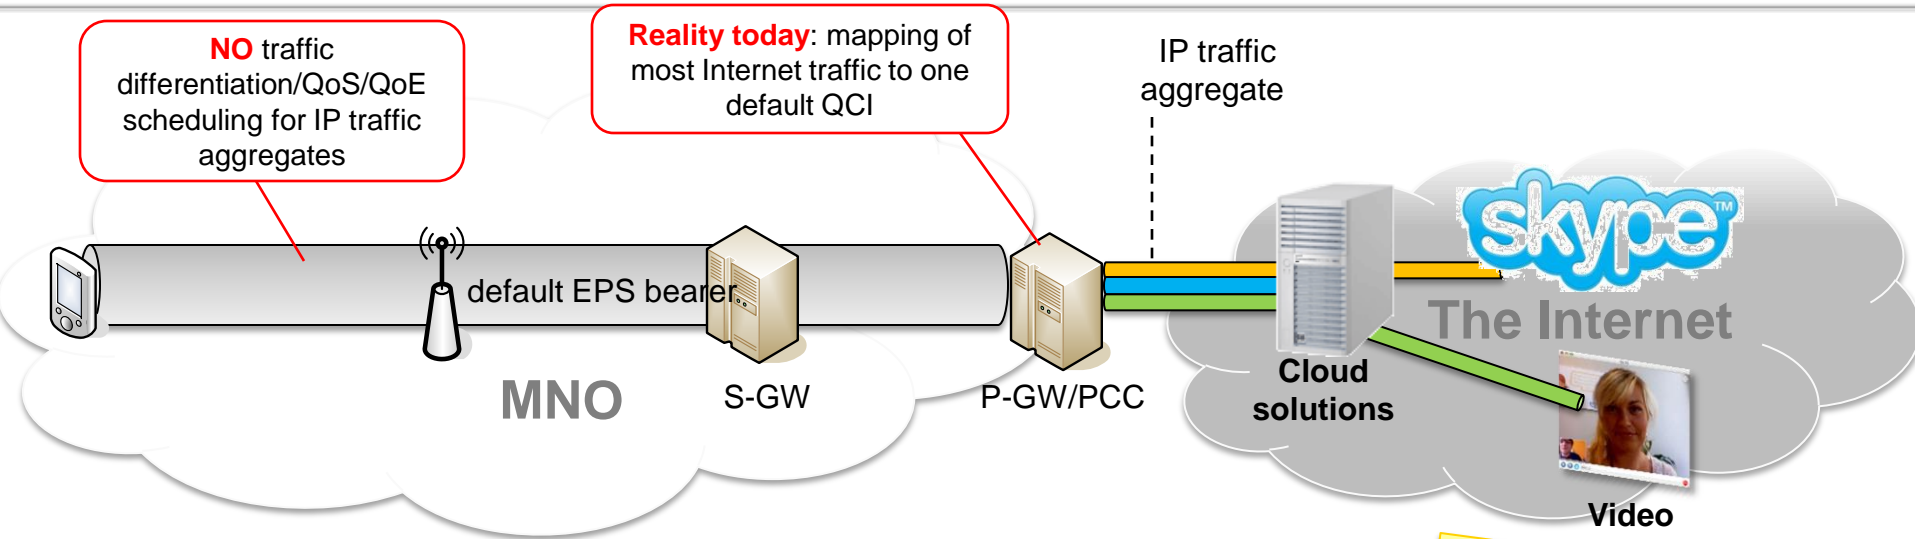 NO traffic
differentiation/QoS/QoE
scheduling for IP traffic
aggregates
Reality today: mapping of
most Internet traffic to one
default QCI
IP traffic
aggregate
skype™
The Internet
default EPS bearer
MNO
S-GW
P-GW/PCC
Cloud
solutions
Video